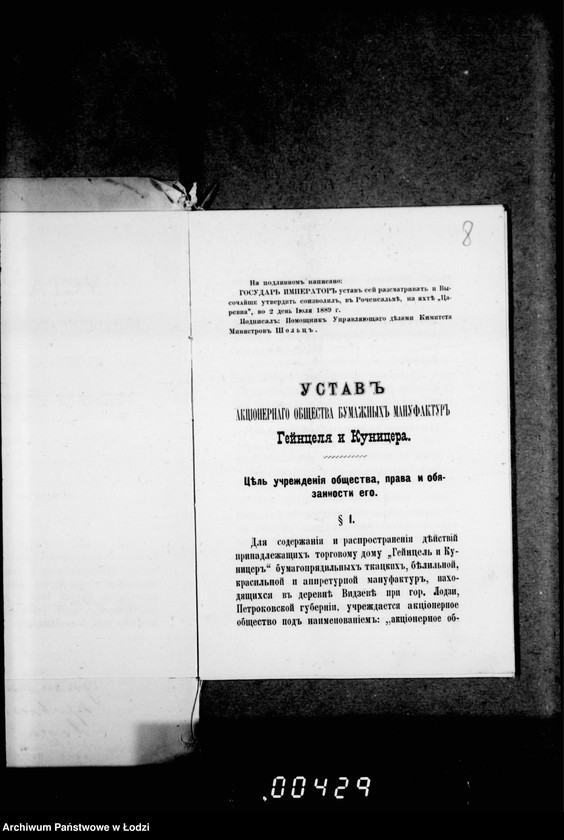 8
На подлинномъ написано:
ГОСУДАРЬ ИМПЕРАТОРЪ уставъ сей разсматривать и Вы-
сочайше утвердить соизволилъ, въ Роченсальмѣ, на яхтѣ „Ца-
ревна“, во 2 день Іюля 1889 г.
Подписалъ: Помощникъ Управляющаго дѣлами Комитета
Министровъ Шольцъ.
УСТАВЪ
АКЦІОНЕРНАГО ОБЩЕСТВА БУМАЖНЫХЪ МАНУФАКТУРЪ
Гейнцеля и Куницера.
Цѣль учрежденія общества, права и обя-
занности его.
§ 1.
Для содержанія и распространенія дѣйствій
принадлежащихъ торговому дому „Гейнцель и Ку-
ницеръ“ бумагопрядильныхъ ткацкихъ, бѣлильной,
красильной и аппретурной мануфактуръ, нахо-
дящихся въ деревнѣ Видзевѣ при гор. Лодзи,
Петроковской губерніи, учреждается акціонерное
общество подъ наименованіемъ: „акціонерное об-
.00429
Archiwum Państwowe w Łodzi